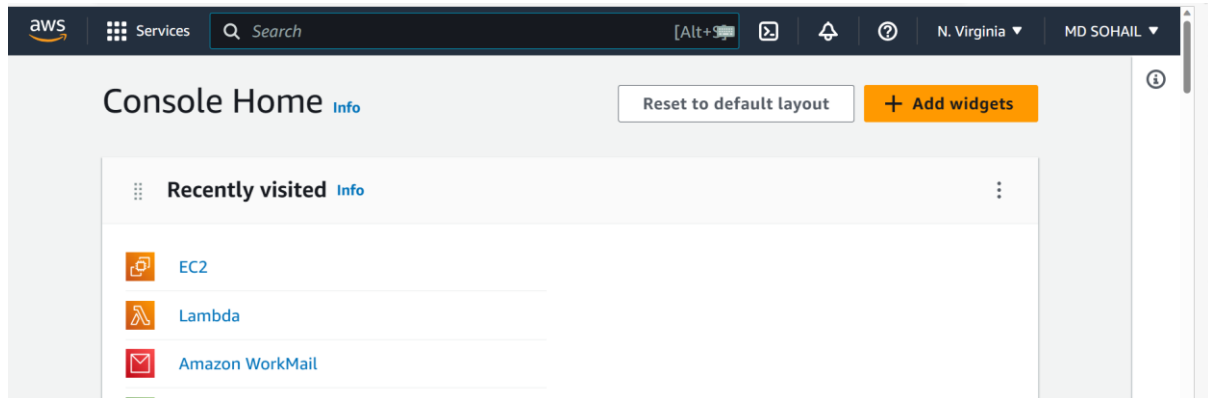 aws Services Search [Alt+S] N. Virginia ▼ MD SOHAIL ▼
Console Home Info Reset to default layout + Add widgets
Recently visited Info
EC2
Lambda
Amazon WorkMail